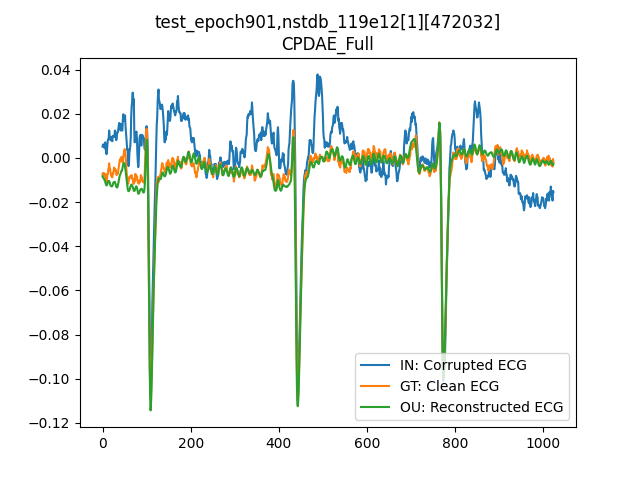 test_epoch901,nstdb_119e12[1][472032]
CPDAE_Full
0.04
0.02
0.00
−0.02
−0.04
−0.06
−0.08
−0.10
−0.12
IN: Corrupted ECG
GT: Clean ECG
OU: Reconstructed ECG
0 200 400 600 800 1000